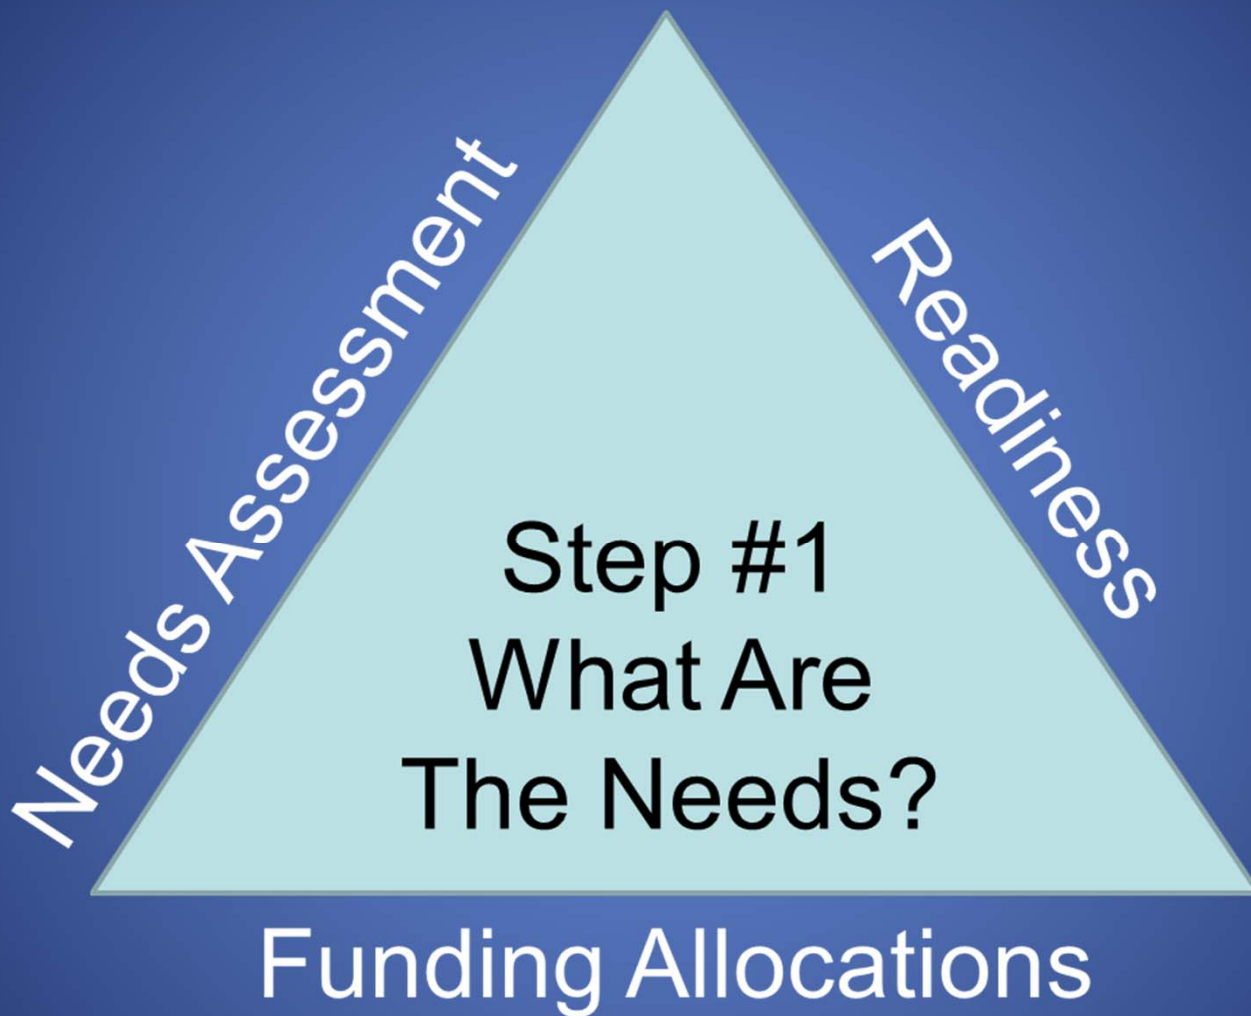 Needs Assessment
Readiness
Step #1
What Are
The Needs?
Funding Allocations